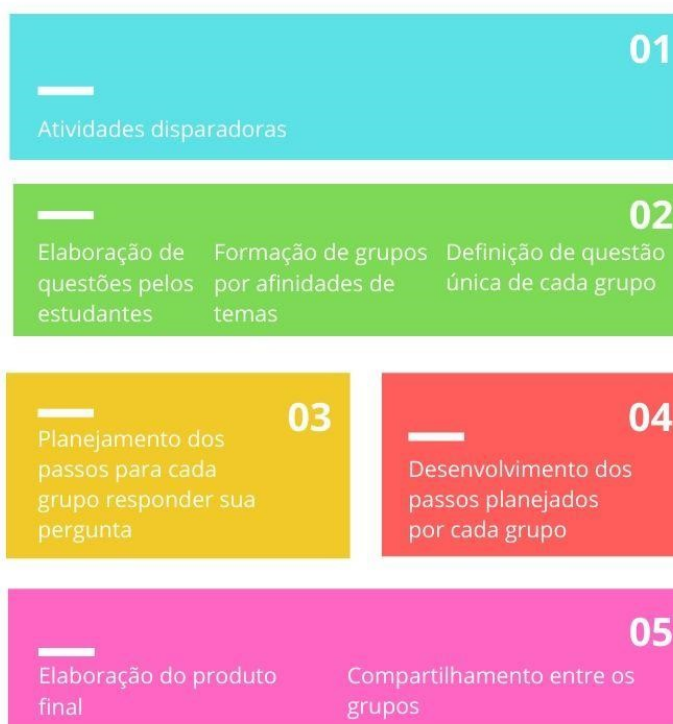 01
Atividades disparadoras
02
Elaboração de
questões pelos
estudantes
Formação de grupos
por afinidades de
temas
Definição de questão
única de cada grupo
03
Planejamento dos
passos para cada
grupo responder sua
pergunta
04
Desenvolvimento dos
passos planejados
por cada grupo
05
Elaboração do produto
final
Compartilhamento entre os
grupos